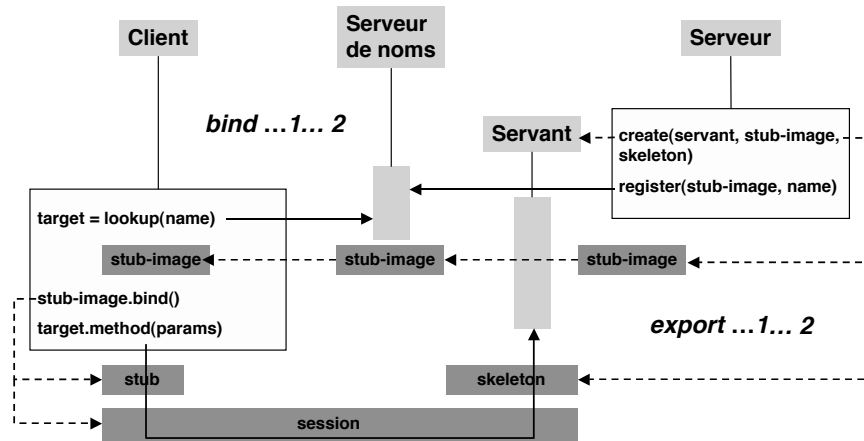 Client
Serveur
de noms
Serveur
bind …1… 2
Servant
create(servant, stub-image,
skeleton)
register(stub-image, name)
target = lookup(name)
stub-image
stub-image
stub-image
stub-image.bind()
target.method(params)
export …1… 2
stub
skeleton
session